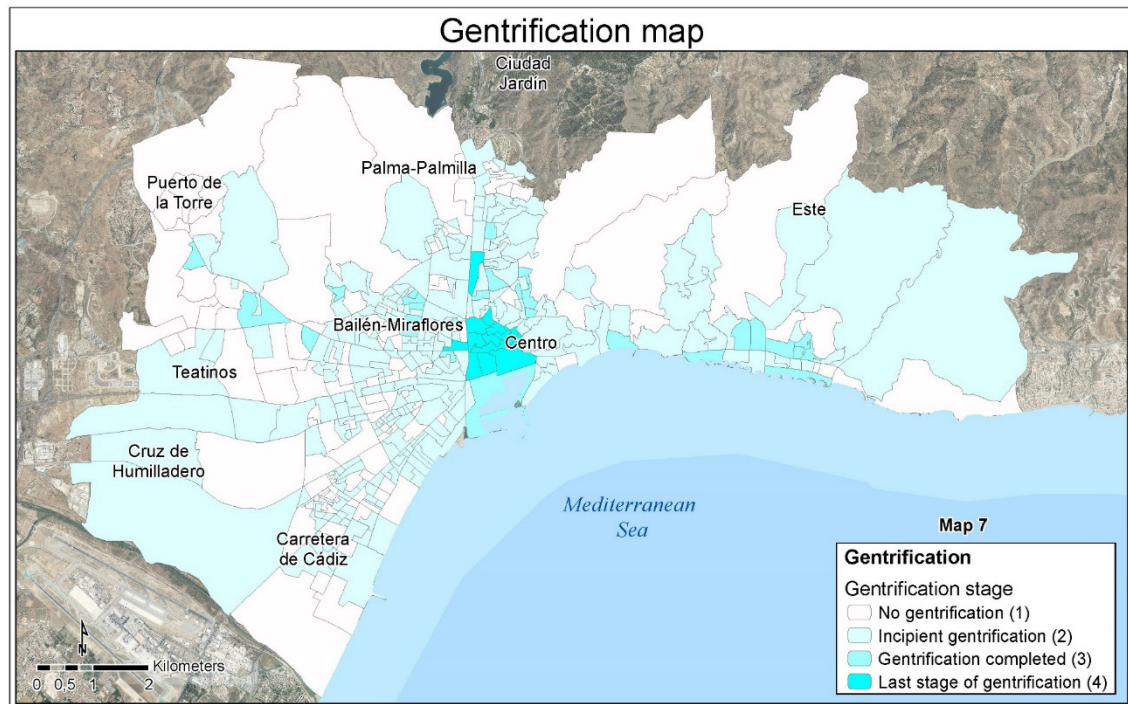 Gentrification map
Ciudad
Jardín
Palma-Palmilla
Puerto de
la Torre
Este
Bailén-Miraflores
Centro
Teatinos
Cruz de
Humilladero
Carretera
de Cádiz
Mediterranean
Sea
Map 7
Gentrification
Gentrification stage
No gentrification (1)
Incipient gentrification (2)
Gentrification completed (3)
Last stage of gentrification (4)
N
Kilometers
0 0,5 1 2